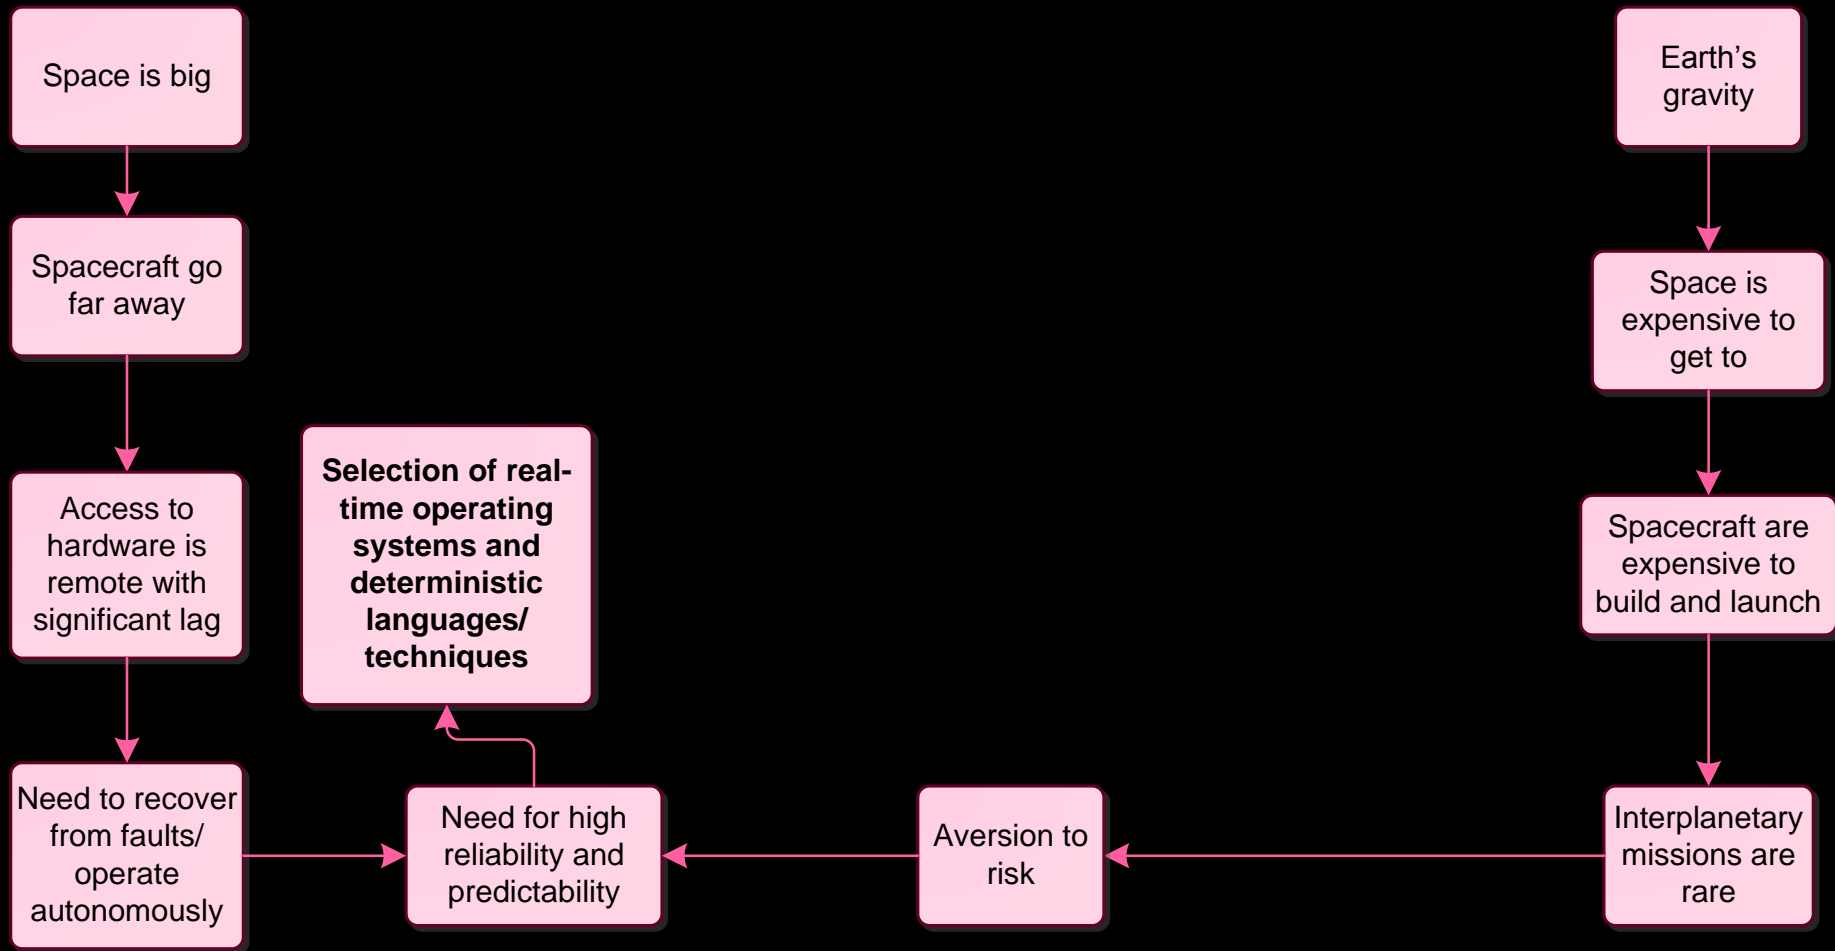 Space is big
Earth’s
gravity
Spacecraft go
far away
Space is
expensive to
get to
Access to
hardware is
remote with
significant lag
Selection of real-
time operating
systems and
deterministic
languages/
techniques
Spacecraft are
expensive to
build and launch
Need to recover
from faults/
operate
autonomously
Need for high
reliability and
predictability
Aversion to
risk
Interplanetary
missions are
rare